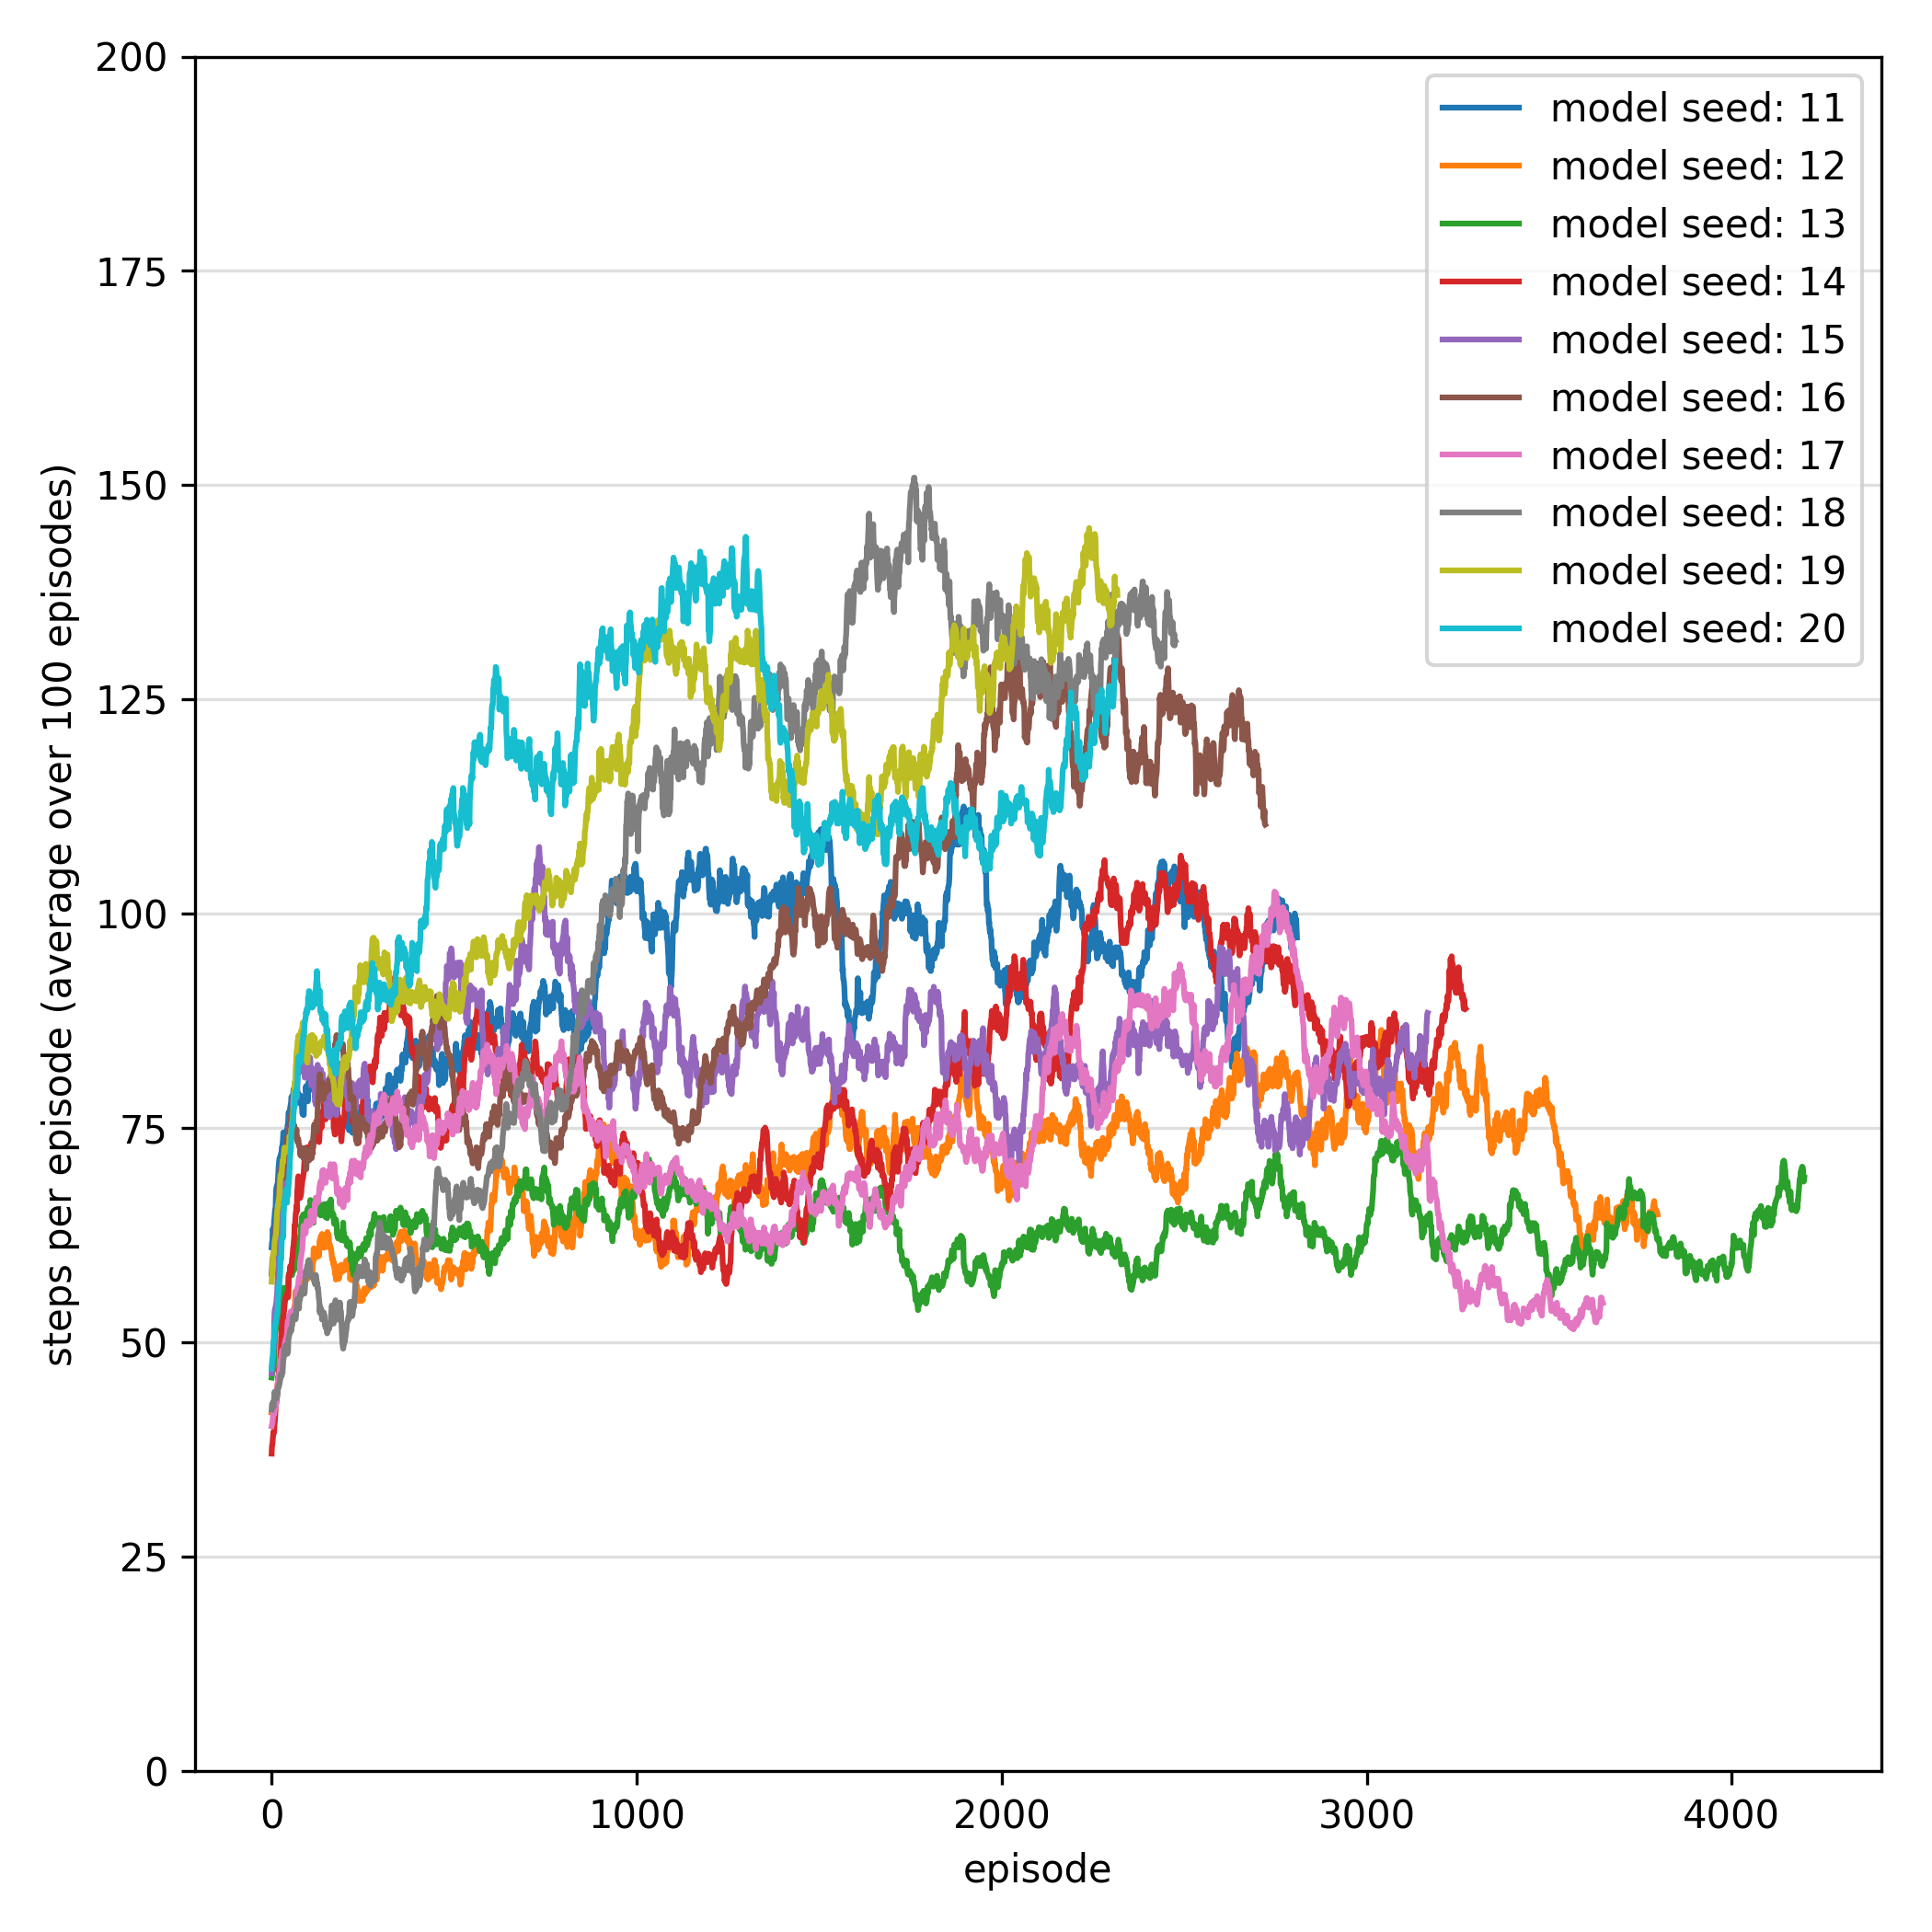 200
175
150
125
100
75
50
25
0
steps per episode (average over 100 episodes)
model seed: 11
model seed: 12
model seed: 13
model seed: 14
model seed: 15
model seed: 16
model seed: 17
model seed: 18
model seed: 19
model seed: 20
0 1000 2000 3000 4000
episode